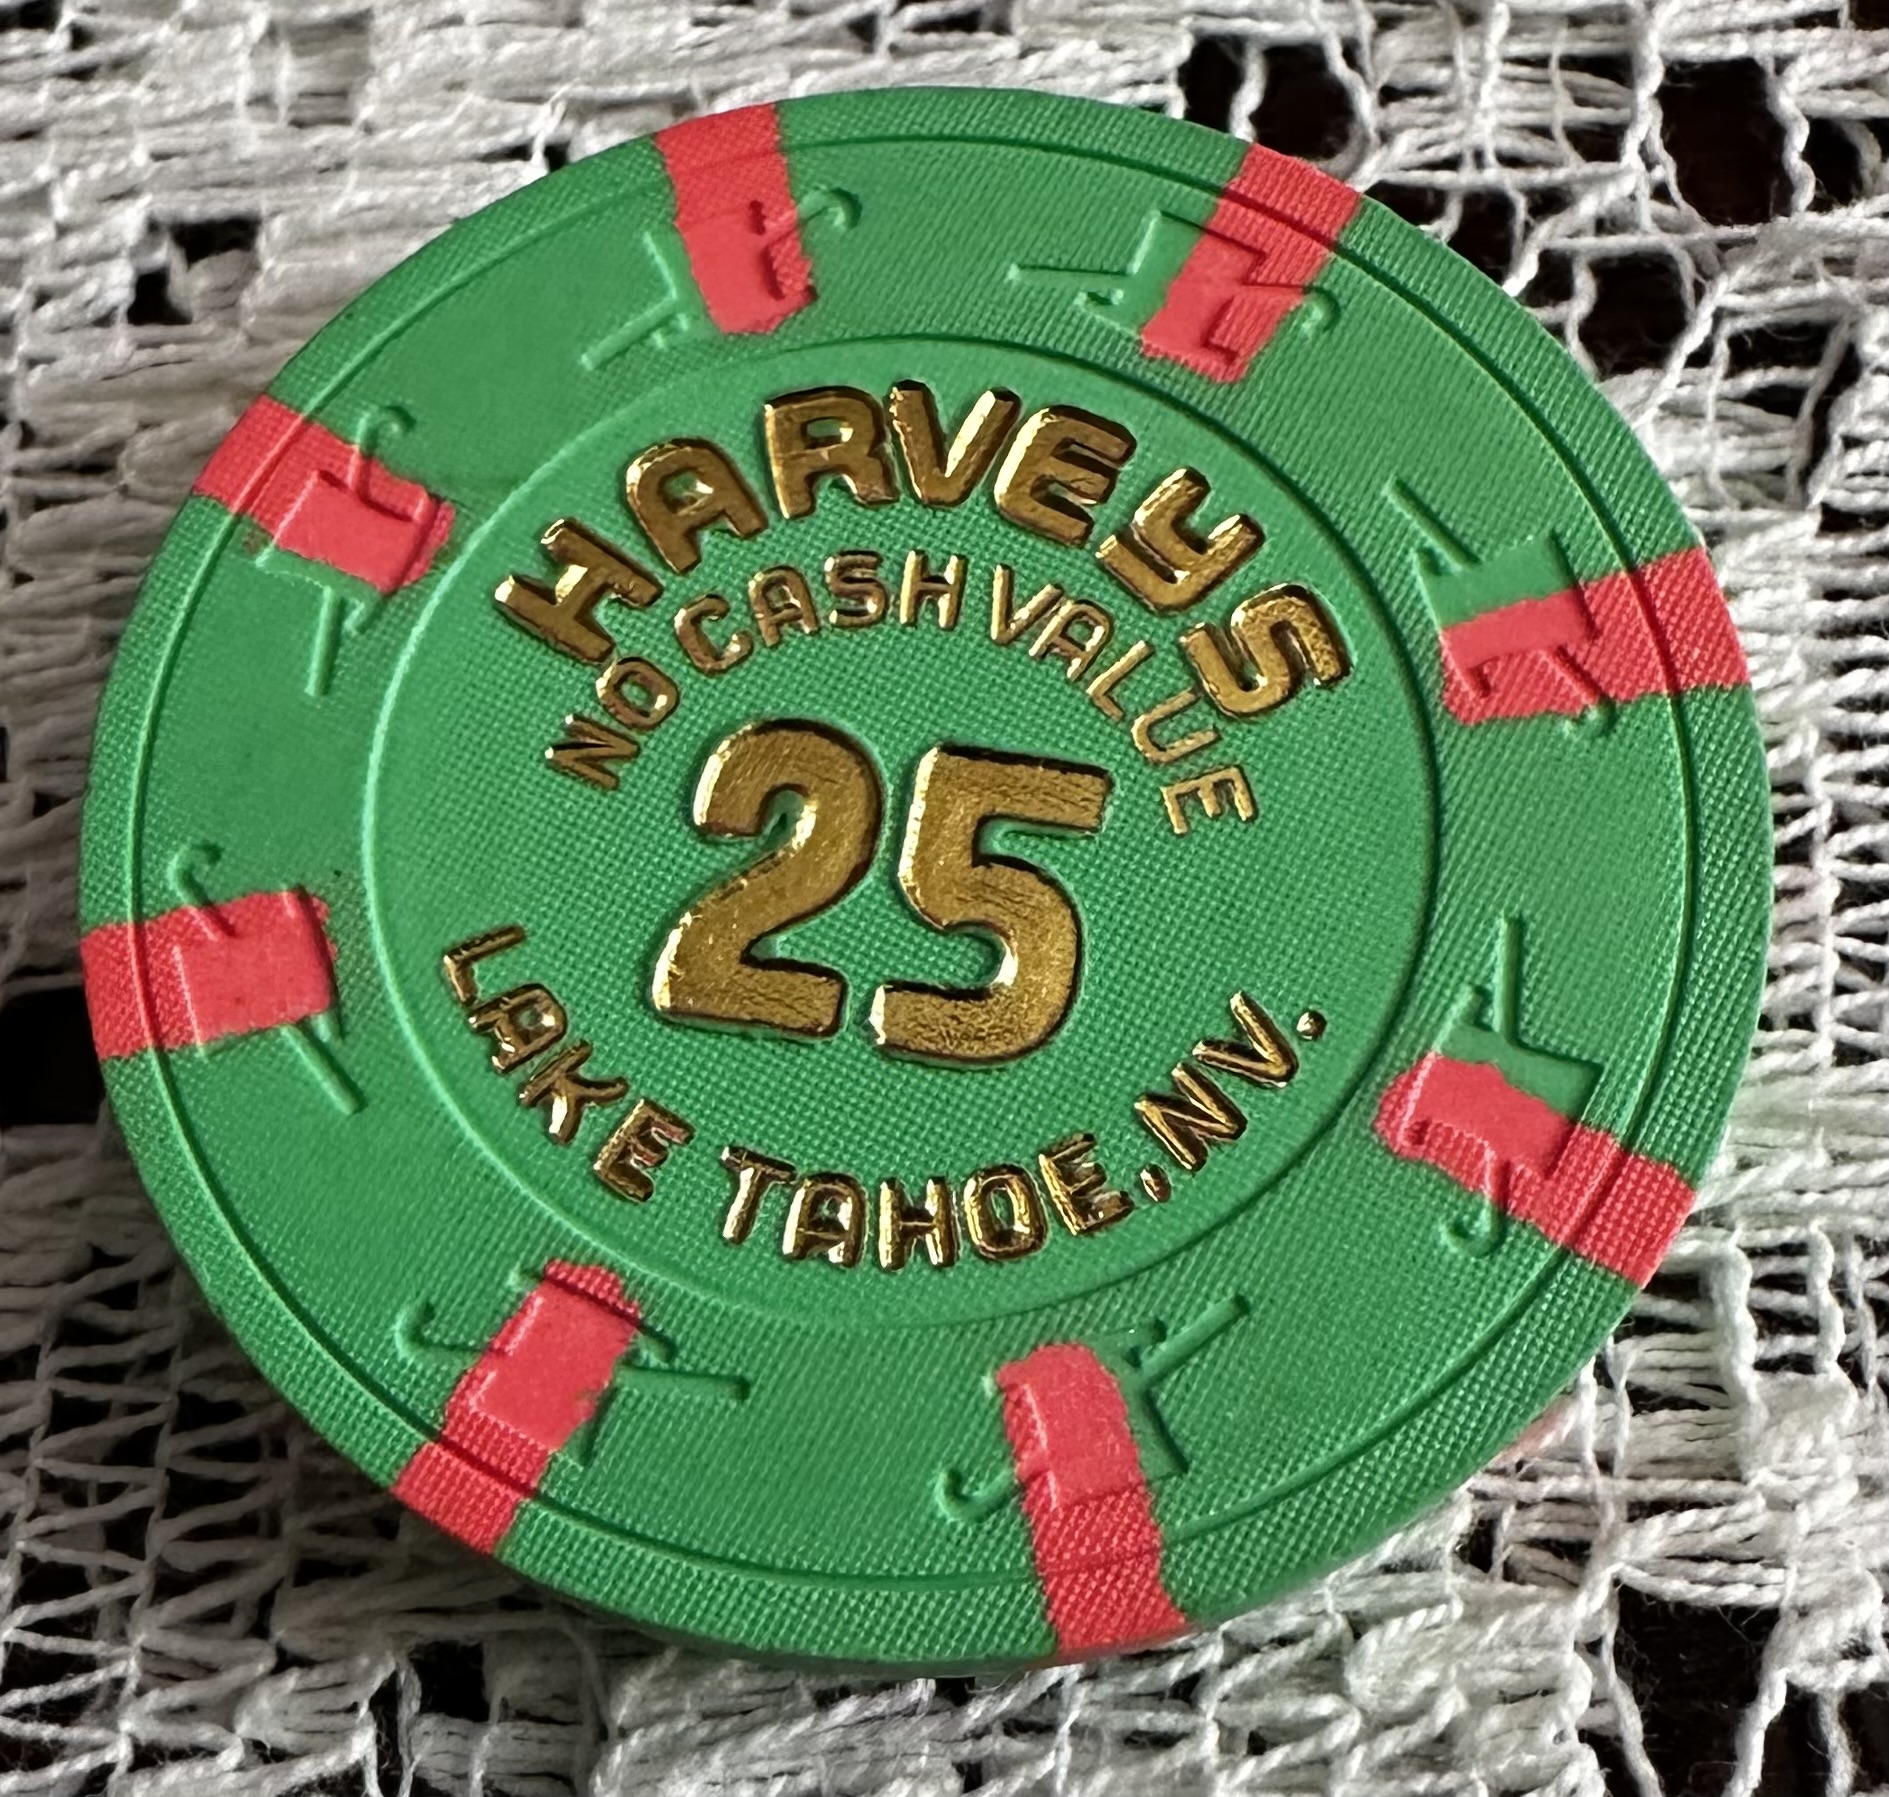 HARVEYS
NO CASH VALUE
25
LAKE TAHOE, NV.